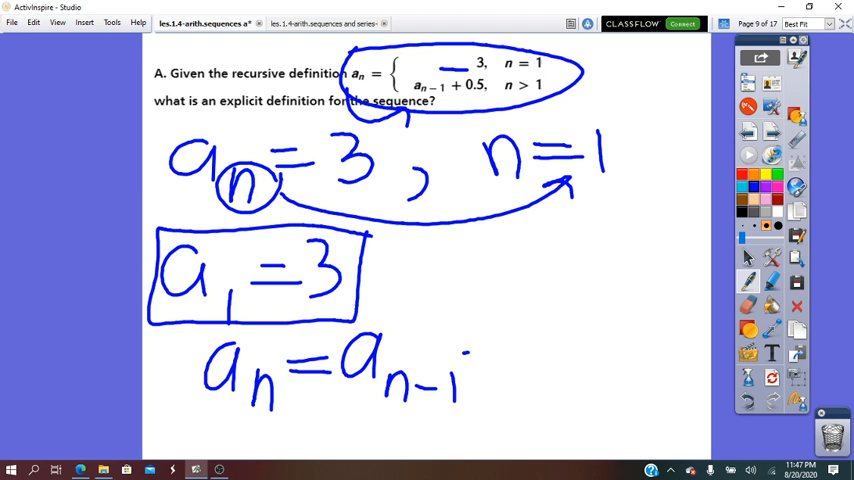 ActivInspire - Studio
File Edit View Insert Tools Help
les.1.4-arith.sequences a*
les.1.4-arith.sequences and series-
CLASSFLOW
Connect
Page 9 of 17
Best Fit
A. Given the recursive definition aₙ = { 3, n = 1
aₙ₋₁ + 0.5, n > 1
what is an explicit definition for the sequence?
aₙ = 3 , n = 1
a₁ = 3
aₙ = aₙ₋₁
11:47 PM
8/20/2020